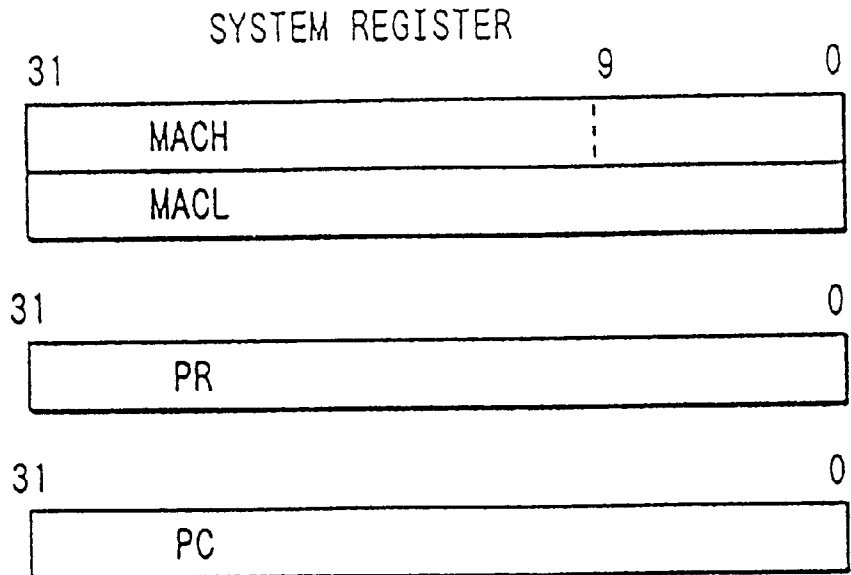 SYSTEM REGISTER
31 9 0
MACH
MACL
31 0
PR
31 0
PC